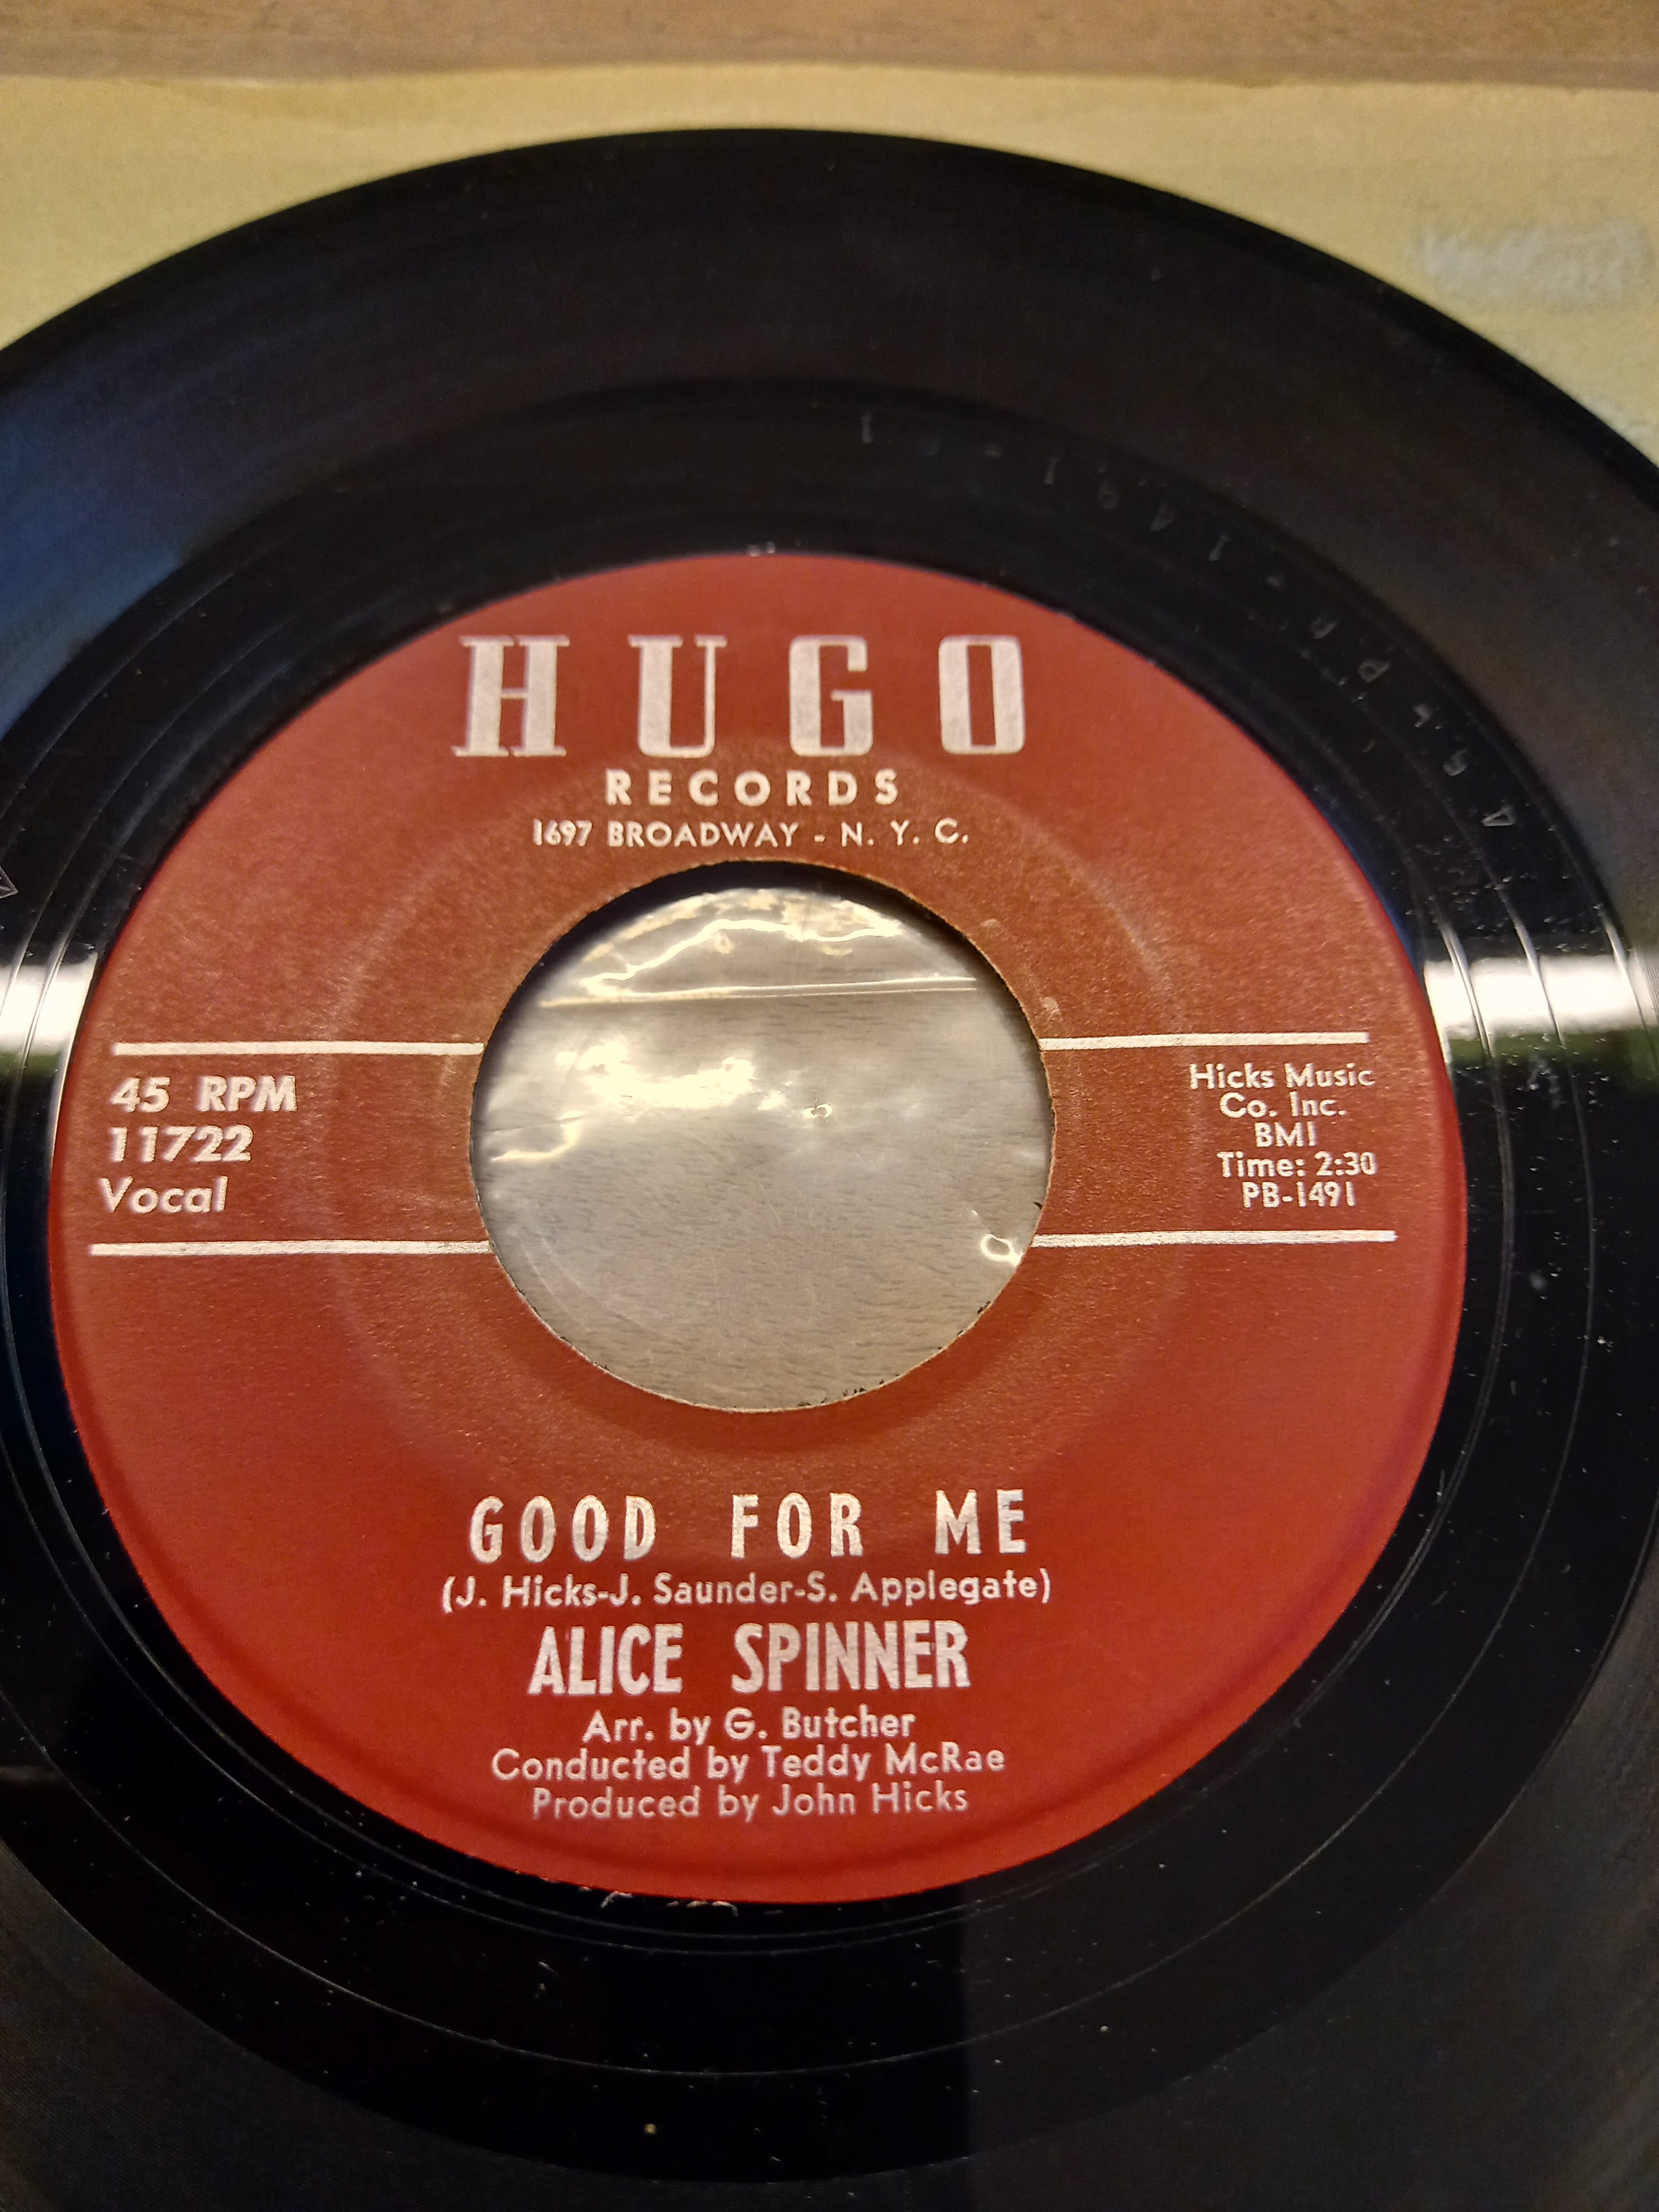 HUGO
RECORDS
1697 BROADWAY - N. Y. C.
45 RPM
11722
Vocal
Hicks Music
Co. Inc.
BMI
Time: 2:30
PB-1491
GOOD FOR ME
(J. Hicks-J. Saunder-S. Applegate)
ALICE SPINNER
Arr. by G. Butcher
Conducted by Teddy McRae
Produced by John Hicks